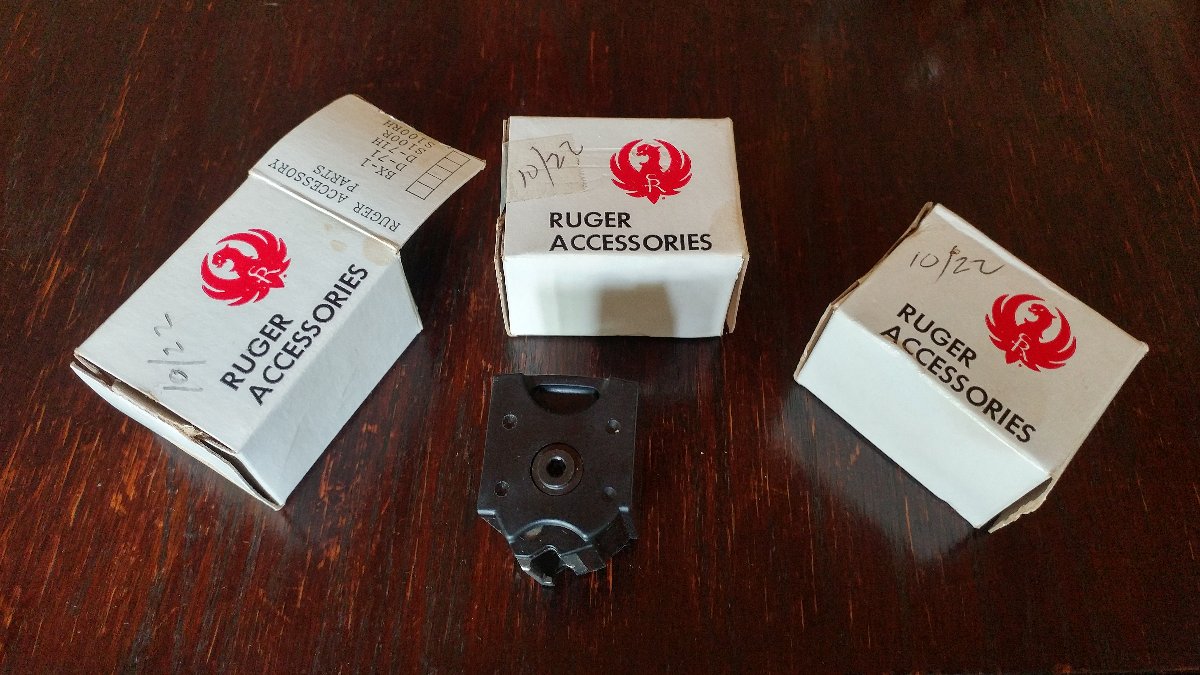 RUGER ACCESSORY
PARTS
BX-1
D-71
D-71H
S100R
S100RH
R
RUGER
ACCESSORIES
10/22
10/22
R
RUGER
ACCESSORIES
10/22
R
RUGER
ACCESSORIES